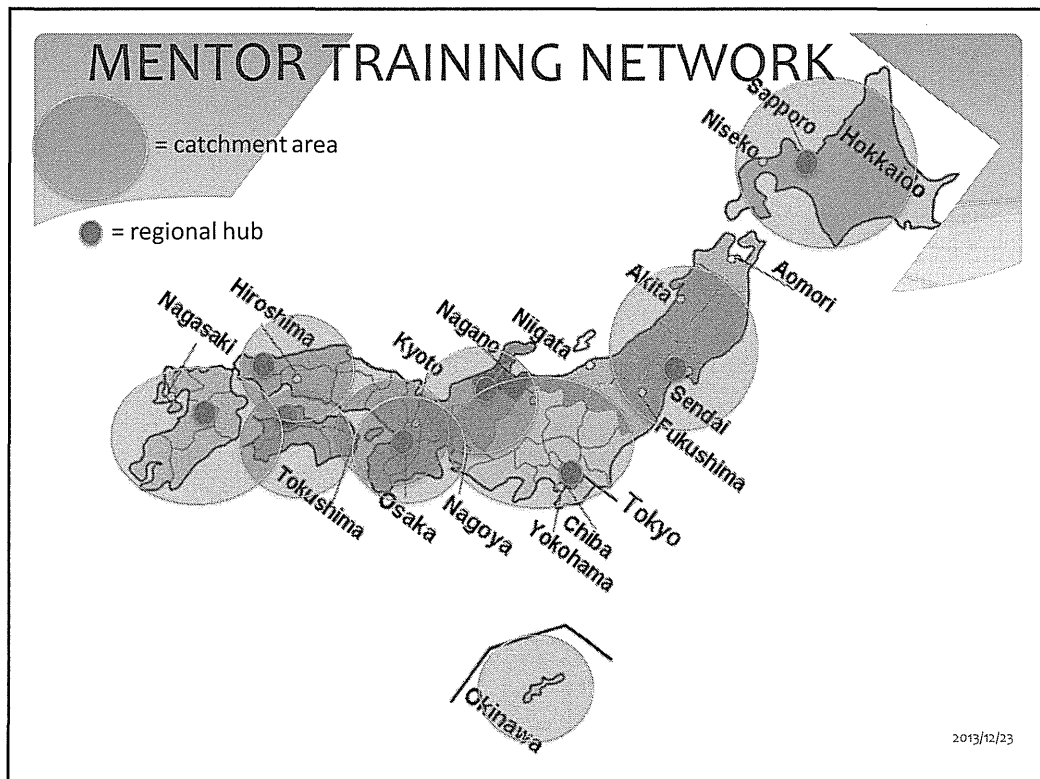 MENTOR TRAINING NETWORK
= catchment area
= regional hub
Sapporo
Niseko
Hokkaido
Aomori
Akita
Hiroshima
Nagasaki
Niigata
Nagano
Kyoto
Sendai
Fukushima
Tokyo
Tokushima
Osaka
Nagoya
Chiba
Yokohama
Okinawa
2013/12/23